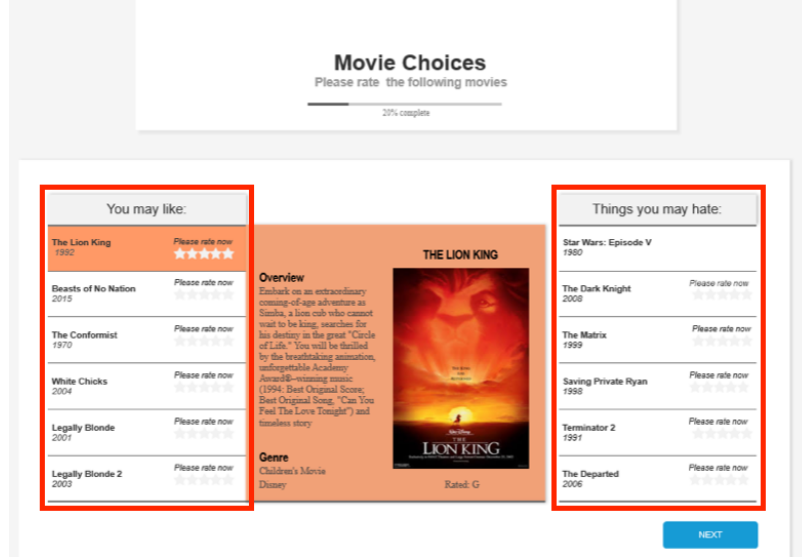 Movie Choices
Please rate the following movies
20% complete
You may like:
The Lion King
Please rate now
1992
Beasts of No Nation
Please rate now
2015
The Conformist
Please rate now
1970
White Chicks
Please rate now
2004
Legally Blonde
Please rate now
2001
Legally Blonde 2
Please rate now
2003
THE LION KING
Overview
Embark on an extraordinary
coming-of-age adventure as
Simba, a lion cub who cannot
wait to be king, searches for
his destiny in the great "Circle
of Life." You will be thrilled
by the breathtaking animation,
unforgettable Academy
Award®-winning music
(1994: Best Original Score;
Best Original Song, "Can You
Feel The Love Tonight") and
timeless story
Genre
Children's Movie
Disney
THE
LION KING
Rated: G
Things you may hate:
Star Wars: Episode V
1980
The Dark Knight
Please rate now
2008
The Matrix
Please rate now
1999
Saving Private Ryan
Please rate now
1998
Terminator 2
Please rate now
1991
The Departed
Please rate now
2006
NEXT